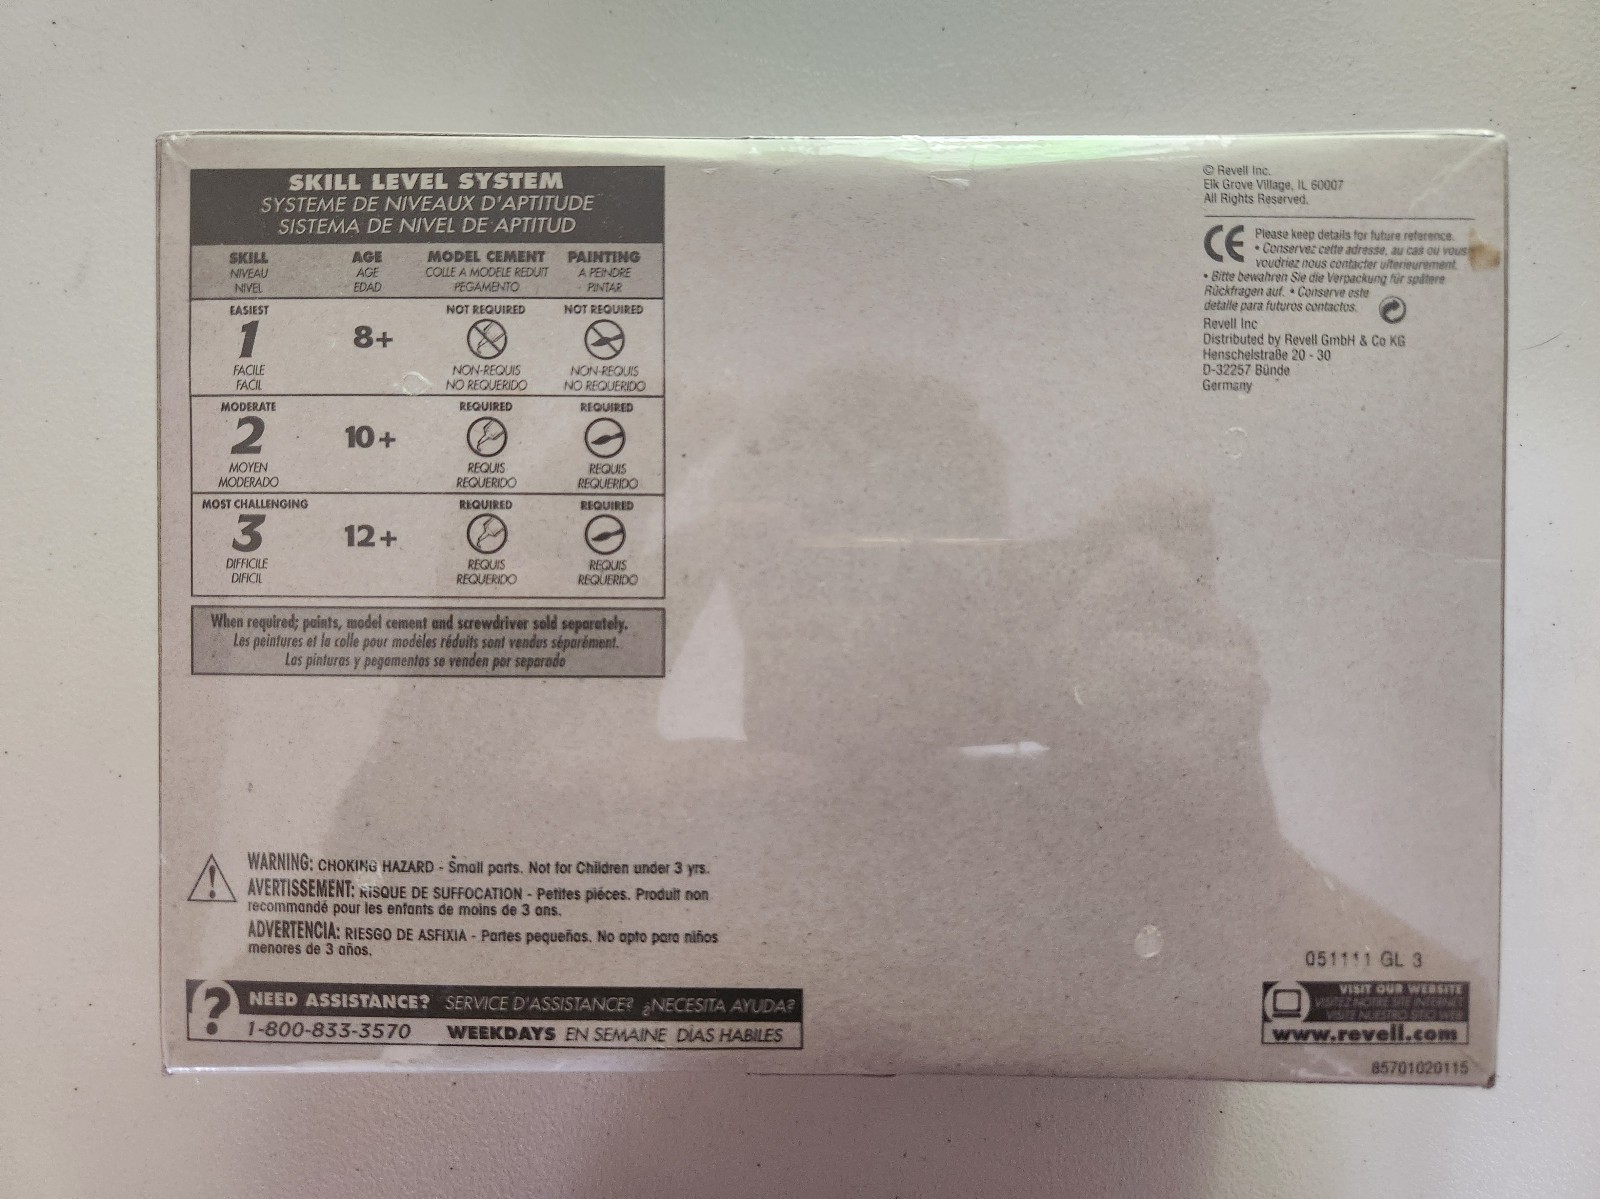 SKILL LEVEL SYSTEM
SYSTEME DE NIVEAUX D'APTITUDE
SISTEMA DE NIVEL DE APTITUD
SKILL AGE MODEL CEMENT PAINTING
NIVEAU AGE COLLE A MODELE REDUIT A PEINDRE
NIVEL EDAD PEGAMENTO PINTAR
EASIEST NOT REQUIRED NOT REQUIRED
1 8+
FACILE NON-REQUIS NON-REQUIS
FACIL NO REQUERIDO NO REQUERIDO
MODERATE REQUIRED REQUIRED
2 10+
MOYEN REQUIS REQUIS
MODERADO REQUERIDO REQUERIDO
MOST CHALLENGING REQUIRED REQUIRED
3 12+
DIFFICILE REQUIS REQUIS
DIFICIL REQUERIDO REQUERIDO
When required; paints, model cement and screwdriver sold separately.
Les peintures et la colle pour modèles réduits sont vendus séparément.
Las pinturas y pegamentos se venden por separado
© Revell Inc.
Elk Grove Village, IL 60007
All Rights Reserved.
CE Please keep details for future reference.
• Conservez cette adresse, au cas ou vous
voudriez nous contacter ulterieurement.
• Bitte bewahren Sie die Verpackung für spätere
Rückfragen auf. • Conserve este
detalle para futuros contactos.
Revell Inc
Distributed by Revell GmbH & Co KG
Henschelstraße 20 - 30
D-32257 Bünde
Germany
! WARNING: CHOKING HAZARD - Small parts. Not for Children under 3 yrs.
AVERTISSEMENT: RISQUE DE SUFFOCATION - Petites piéces. Produit non
recommandé pour les enfants de moins de 3 ans.
ADVERTENCIA: RIESGO DE ASFIXIA - Partes pequeñas. No apto para niños
menores de 3 años.
? NEED ASSISTANCE? SERVICE D'ASSISTANCE? ¿NECESITA AYUDA?
1-800-833-3570 WEEKDAYS EN SEMAINE DÍAS HABILES
051111 GL 3
VISIT OUR WEBSITE
VISITEZ NOTRE SITE INTERNET
VISITE NUESTRO SITIO WEB
www.revell.com
85701020115